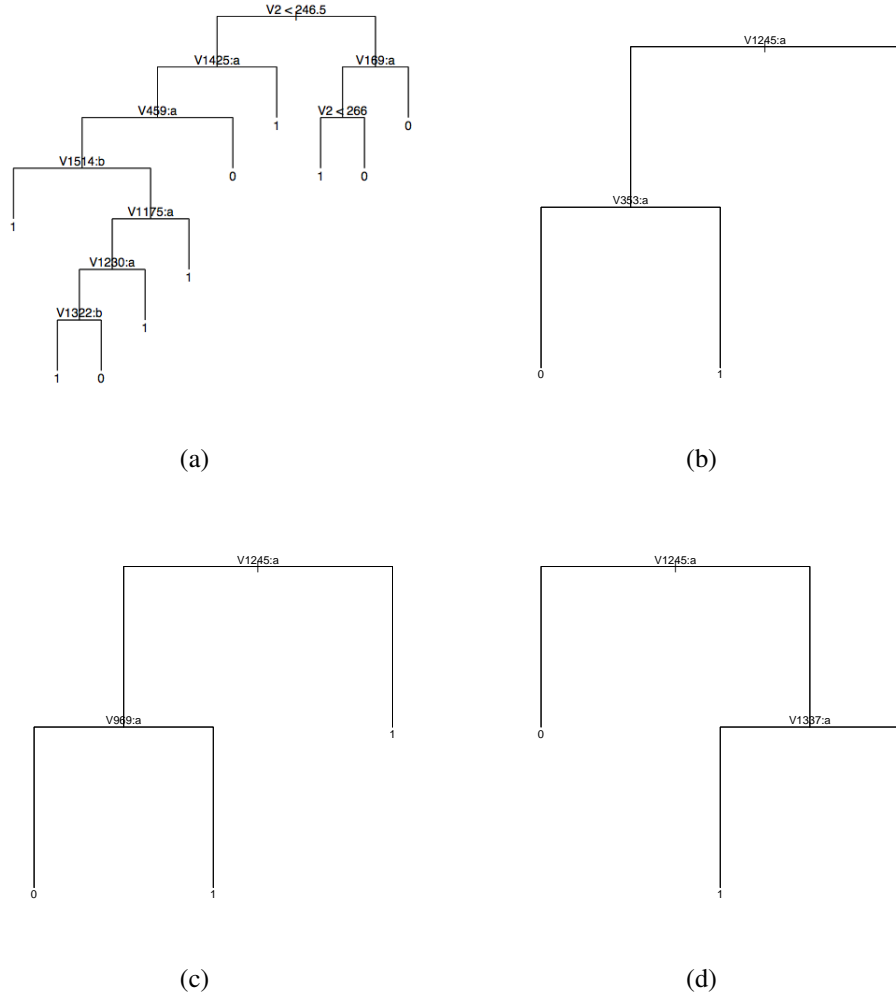 V2 < 246.5
V1425:a
V169:a
V459:a
1
V2 < 266
0
V1514:b
0
1
0
1
V1175:a
V1230:a
1
V1322:b
1
1
0
(a)
V1245:a
V353:a
0
1
(b)
V1245:a
V969:a
1
0
1
(c)
V1245:a
0
V1337:a
1
(d)